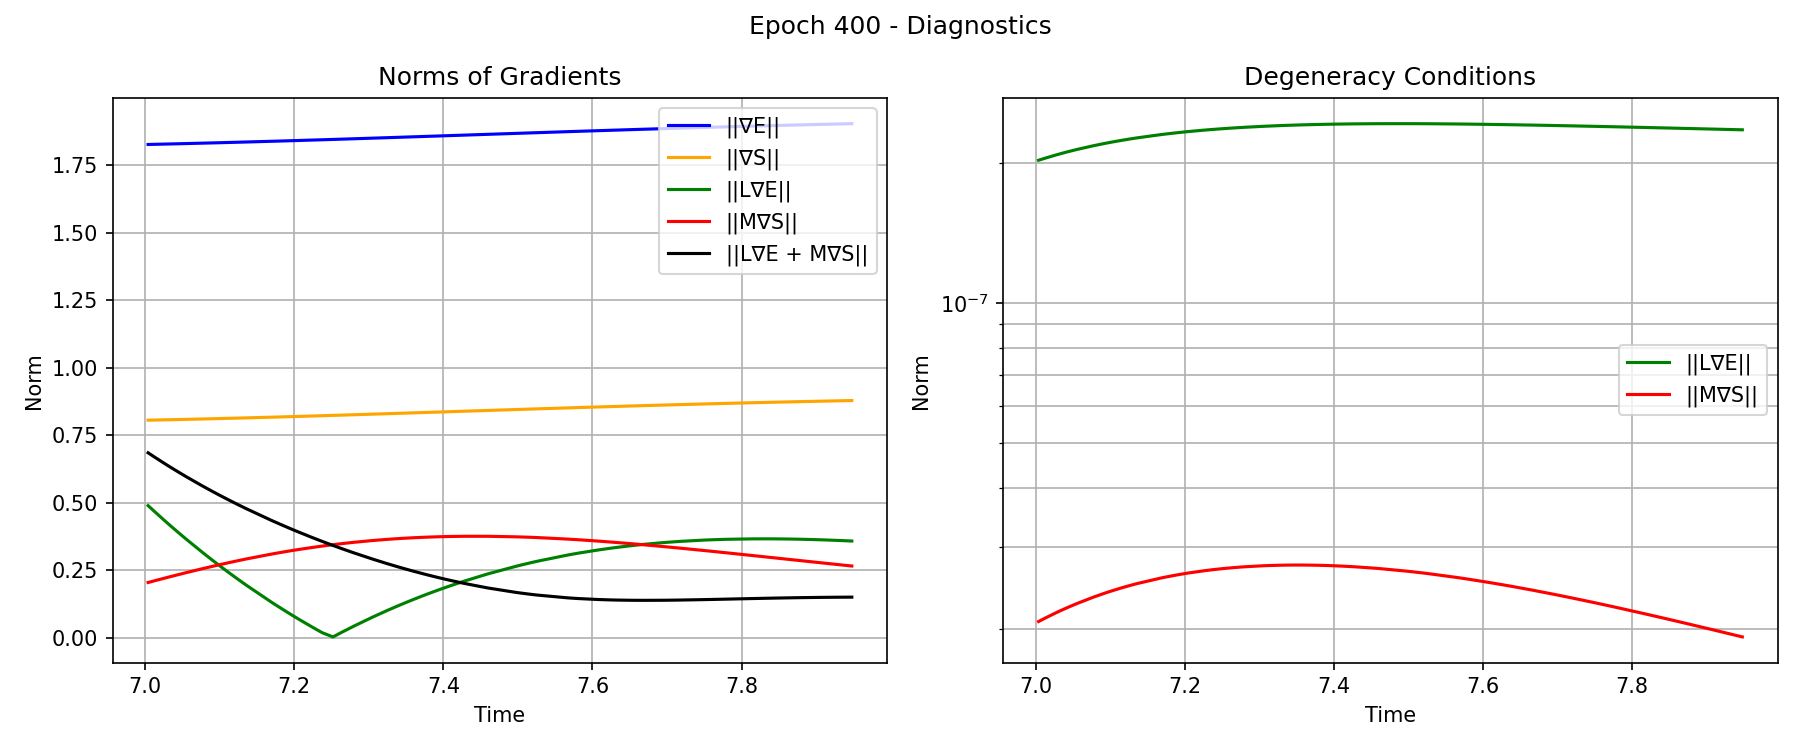 Epoch 400 - Diagnostics
Norms of Gradients
||∇E||
||∇S||
||L∇E||
||M∇S||
||L∇E + M∇S||
1.75
1.50
1.25
1.00
0.75
0.50
0.25
0.00
Norm
7.0 7.2 7.4 7.6 7.8
Time
Degeneracy Conditions
10⁻⁷
||L∇E||
||M∇S||
Norm
7.0 7.2 7.4 7.6 7.8
Time